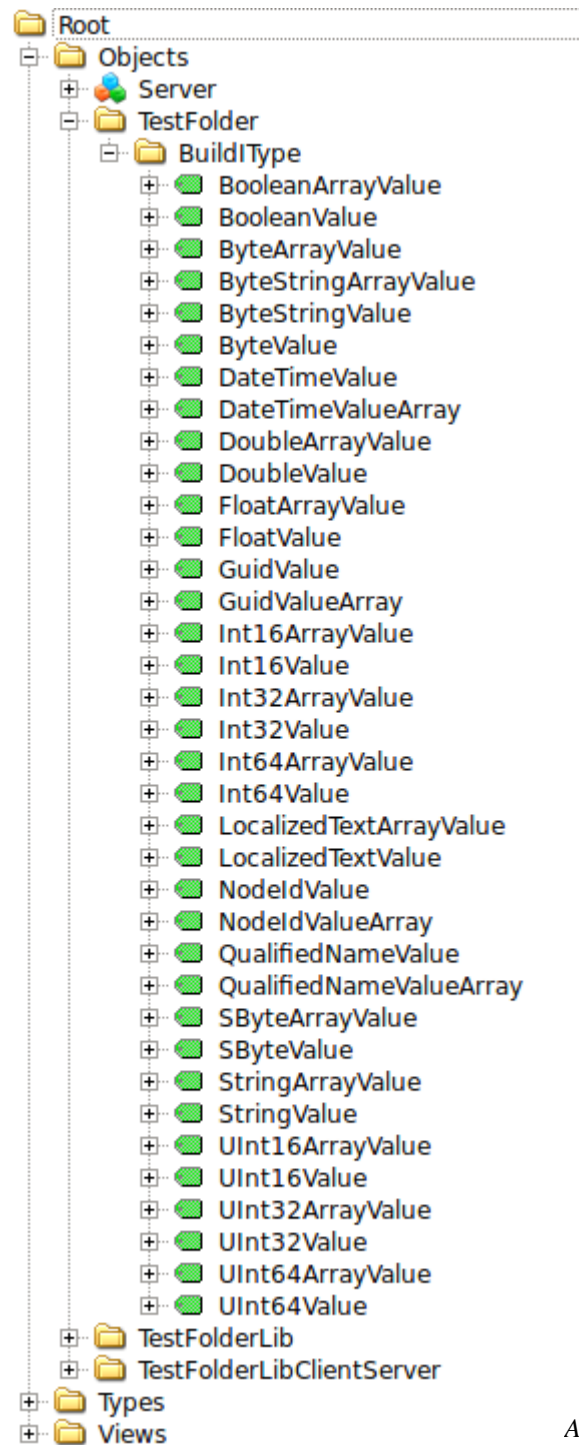 Root
Objects
Server
TestFolder
BuildIType
BooleanArrayValue
BooleanValue
ByteArrayValue
ByteStringArrayValue
ByteStringValue
ByteValue
DateTimeValue
DateTimeValueArray
DoubleArrayValue
DoubleValue
FloatArrayValue
FloatValue
GuidValue
GuidValueArray
Int16ArrayValue
Int16Value
Int32ArrayValue
Int32Value
Int64ArrayValue
Int64Value
LocalizedTextArrayValue
LocalizedTextValue
NodeIdValue
NodeIdValueArray
QualifiedNameValue
QualifiedNameValueArray
SByteArrayValue
SByteValue
StringArrayValue
StringValue
UInt16ArrayValue
UInt16Value
UInt32ArrayValue
UInt32Value
UInt64ArrayValue
UInt64Value
TestFolderLib
TestFolderLibClientServer
Types
Views
A